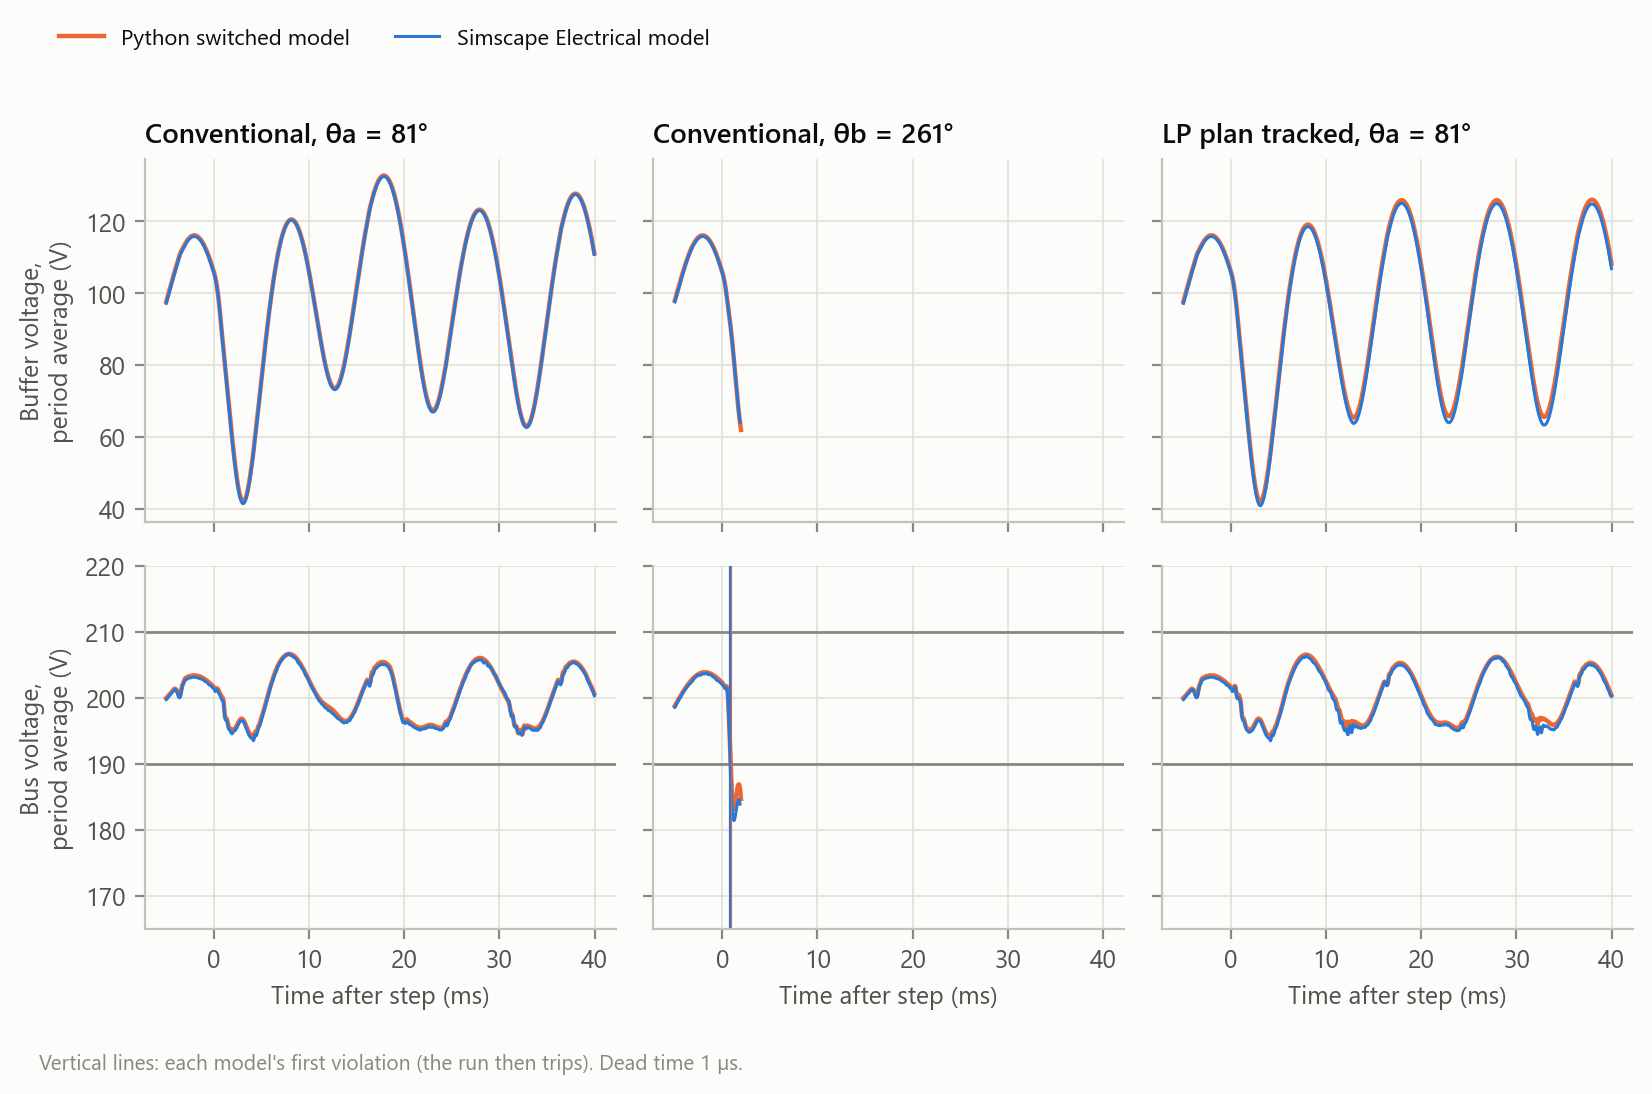 Python switched model
Simscape Electrical model
Conventional, θa = 81°
Conventional, θb = 261°
LP plan tracked, θa = 81°
Buffer voltage,
period average (V)
120
100
80
60
40
Bus voltage,
period average (V)
220
210
200
190
180
170
0 10 20 30 40
0 10 20 30 40
0 10 20 30 40
Time after step (ms)
Time after step (ms)
Time after step (ms)
Vertical lines: each model's first violation (the run then trips). Dead time 1 µs.